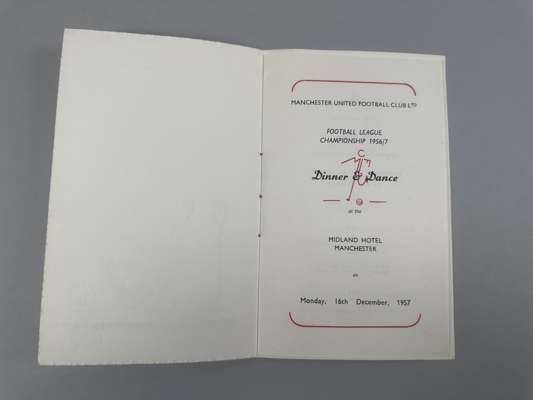 MANCHESTER UNITED FOOTBALL CLUB LTD
FOOTBALL LEAGUE
CHAMPIONSHIP 1956/7
Dinner & Dance
at the
MIDLAND HOTEL
MANCHESTER
on
Monday, 16th December, 1957